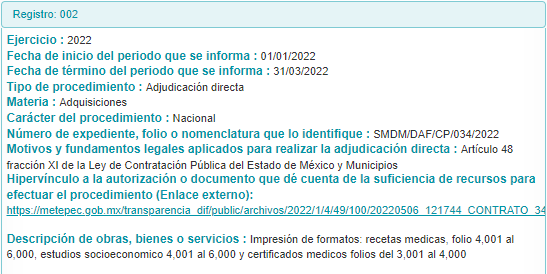 Registro: 002
Ejercicio : 2022
Fecha de inicio del periodo que se informa : 01/01/2022
Fecha de término del periodo que se informa : 31/03/2022
Tipo de procedimiento : Adjudicación directa
Materia : Adquisiciones
Carácter del procedimiento : Nacional
Número de expediente, folio o nomenclatura que lo identifique : SMDM/DAF/CP/034/2022
Motivos y fundamentos legales aplicados para realizar la adjudicación directa : Artículo 48
fracción XI de la Ley de Contratación Pública del Estado de México y Municipios
Hipervínculo a la autorización o documento que dé cuenta de la suficiencia de recursos para
efectuar el procedimiento (Enlace externo):
https://metepec.gob.mx/transparencia_dif/public/archivos/2022/1/4/49/100/20220506_121744_CONTRATO_34
Descripción de obras, bienes o servicios : Impresión de formatos: recetas medicas, folio 4,001 al
6,000, estudios socioeconomico 4,001 al 6,000 y certificados medicos folios del 3,001 al 4,000